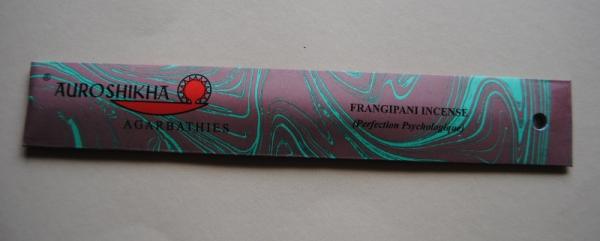 ® AUROSHIKHA
AGARBATHIES
FRANGIPANI INCENSE
(Perfection Psychologique)